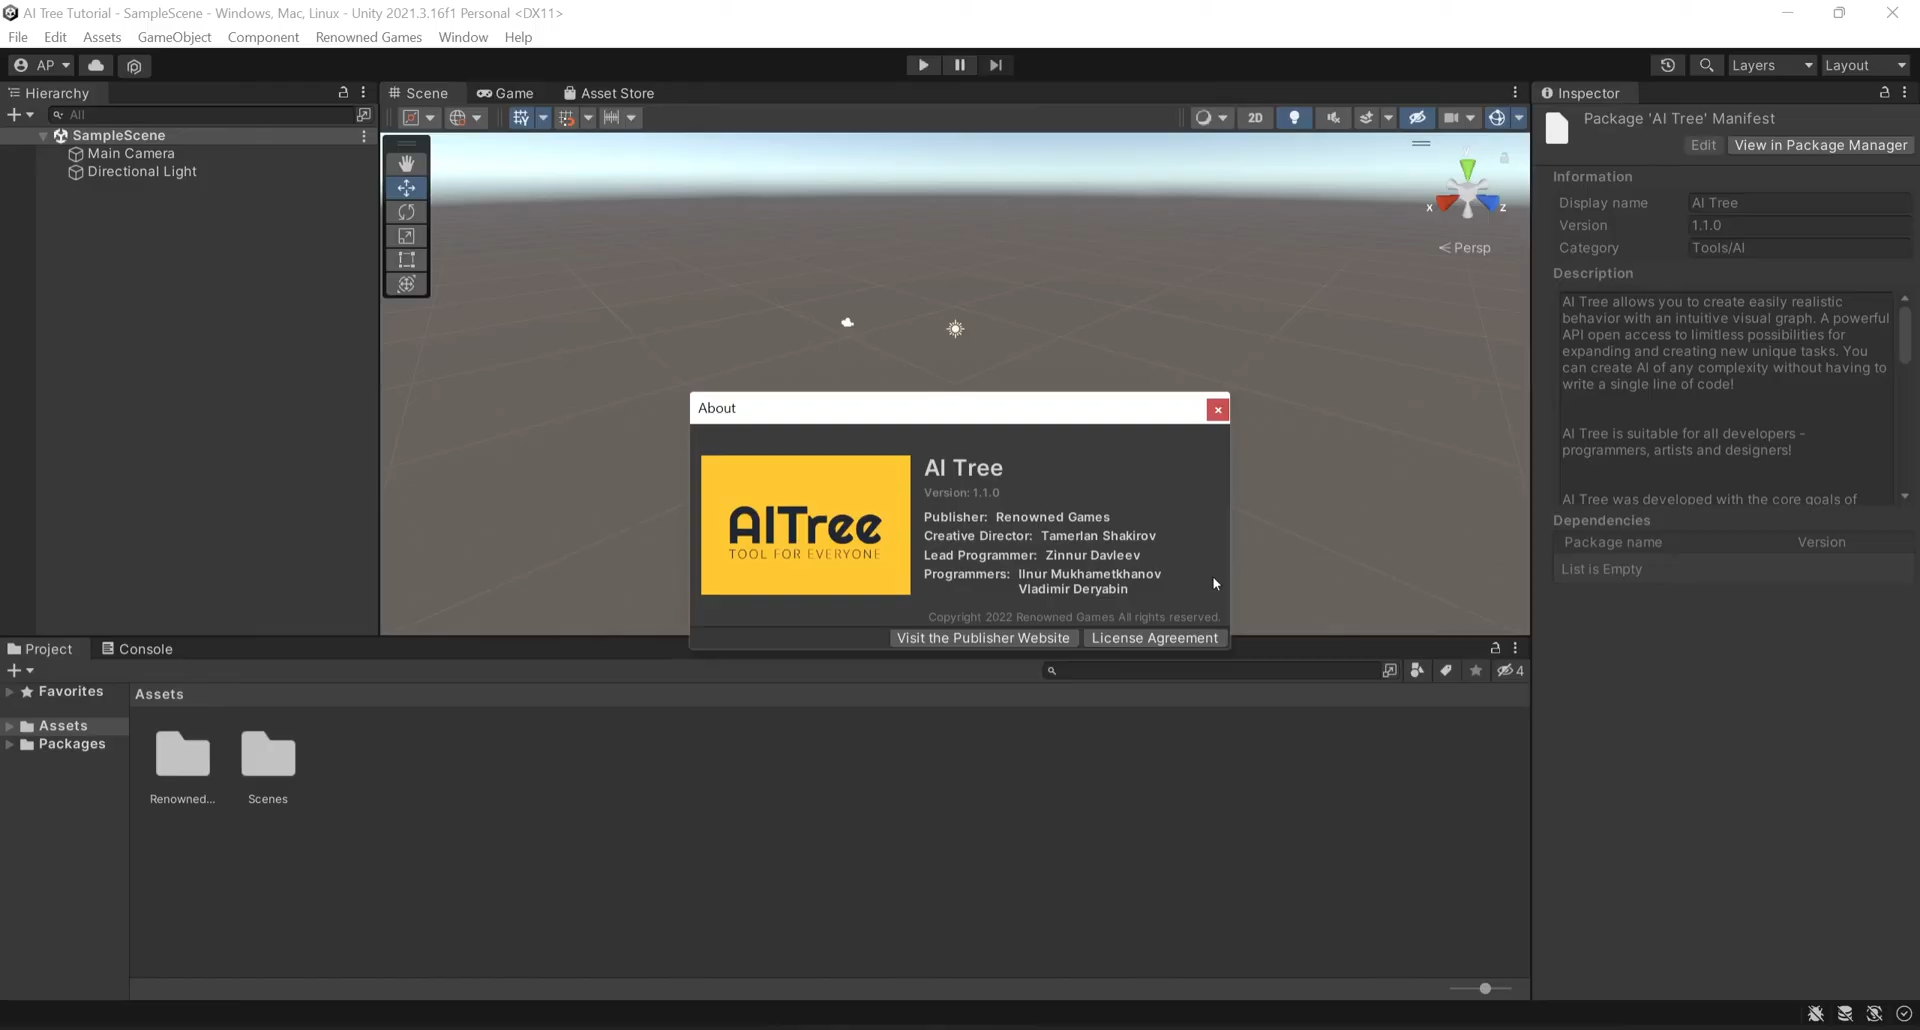 AI Tree Tutorial - SampleScene - Windows, Mac, Linux - Unity 2021.3.16f1 Personal <DX11>
File Edit Assets GameObject Component Renowned Games Window Help
AP Layers Layout
Hierarchy
All
SampleScene
Main Camera
Directional Light
Scene Game Asset Store
2D
y
x
z
Persp
Inspector
Package 'AI Tree' Manifest
Edit View in Package Manager
Information
Display name AI Tree
Version 1.1.0
Category Tools/AI
Description
AI Tree allows you to create easily realistic
behavior with an intuitive visual graph. A powerful
API open access to limitless possibilities for
expanding and creating new unique tasks. You
can create AI of any complexity without having to
write a single line of code!
AI Tree is suitable for all developers -
programmers, artists and designers!
AI Tree was developed with the core goals of
Dependencies
Package name Version
List is Empty
About
AITree
TOOL FOR EVERYONE
AI Tree
Version: 1.1.0
Publisher: Renowned Games
Creative Director: Tamerlan Shakirov
Lead Programmer: Zinnur Davleev
Programmers: Ilnur Mukhametkhanov
Vladimir Deryabin
Copyright 2022 Renowned Games All rights reserved.
Visit the Publisher Website License Agreement
Project Console
4
Favorites
Assets
Packages
Assets
Renowned...
Scenes